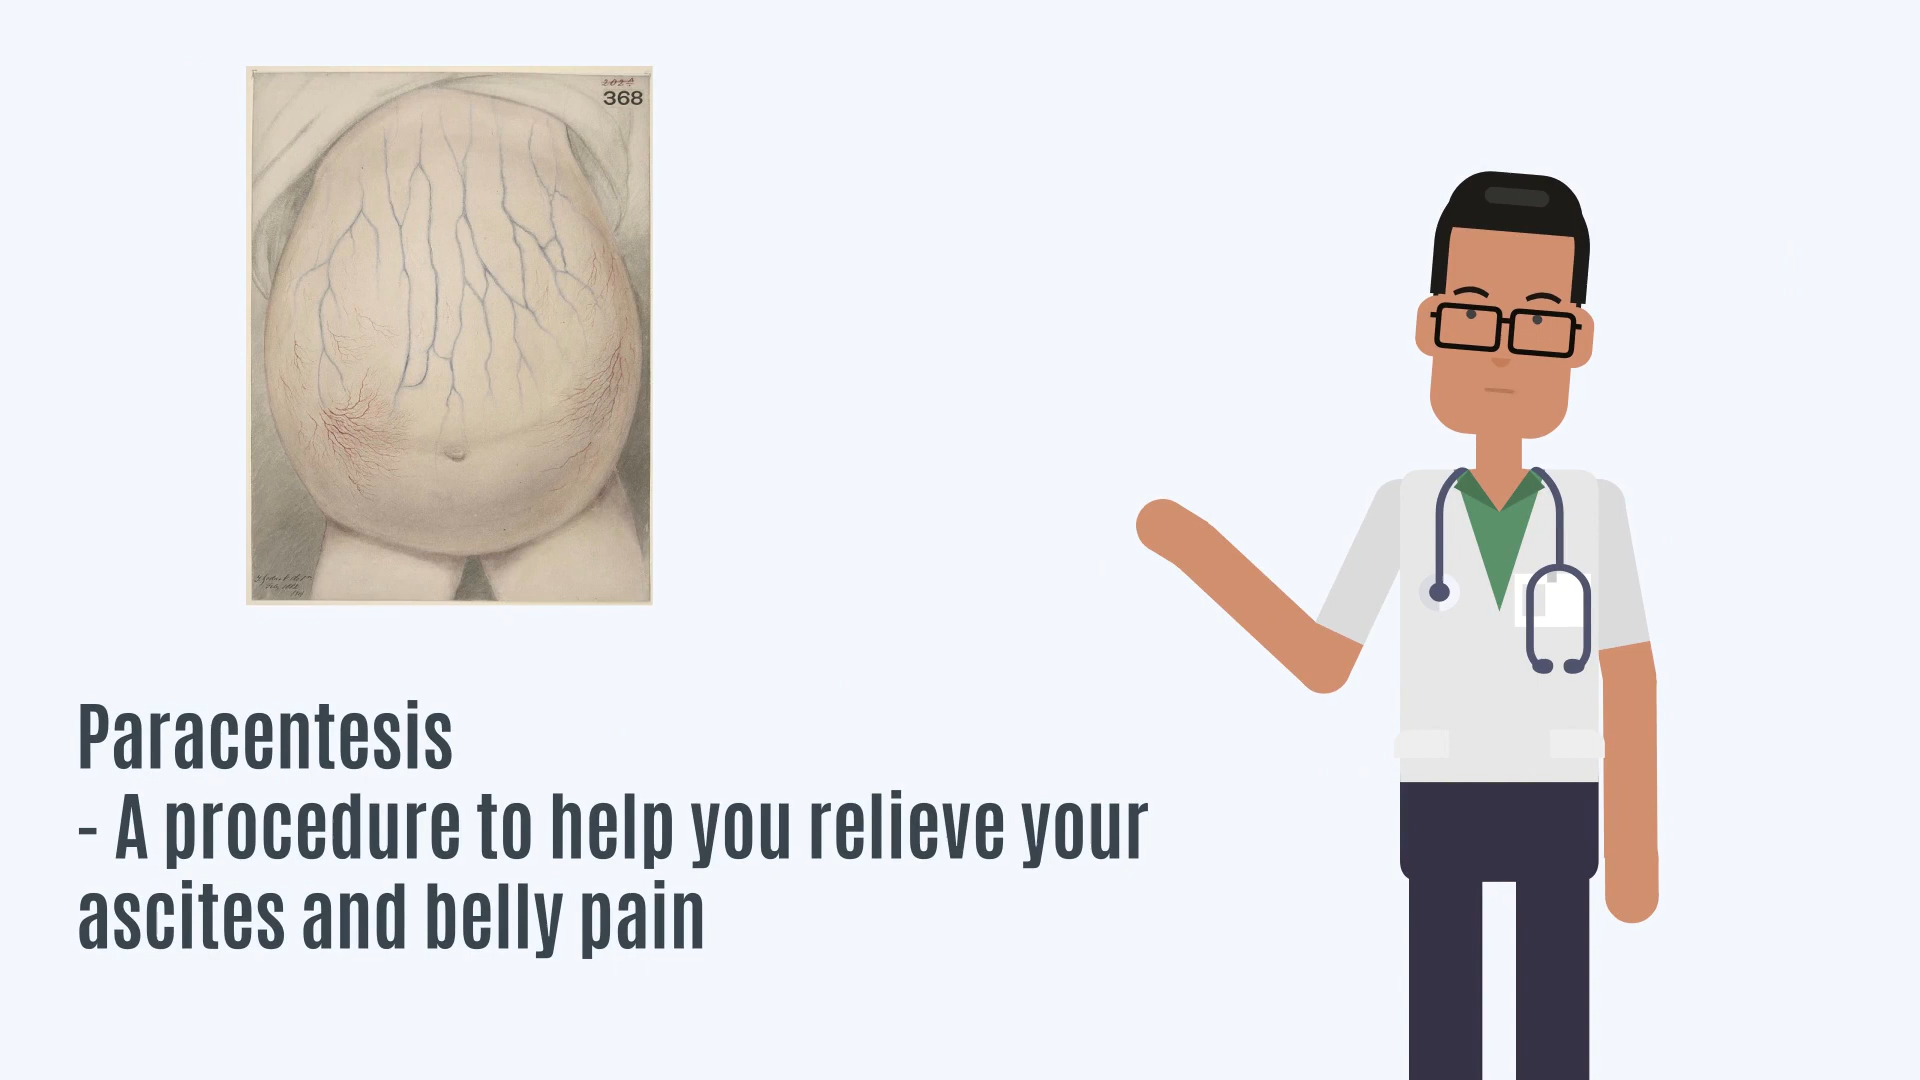 368
Paracentesis
- A procedure to help you relieve your
ascites and belly pain